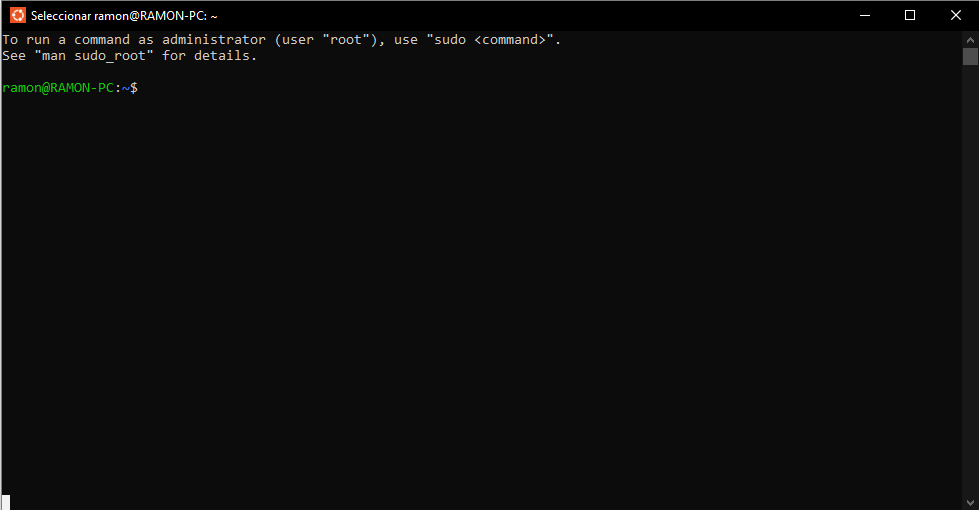 Seleccionar ramon@RAMON-PC: ~
To run a command as administrator (user "root"), use "sudo <command>".
See "man sudo_root" for details.
ramon@RAMON-PC:~$